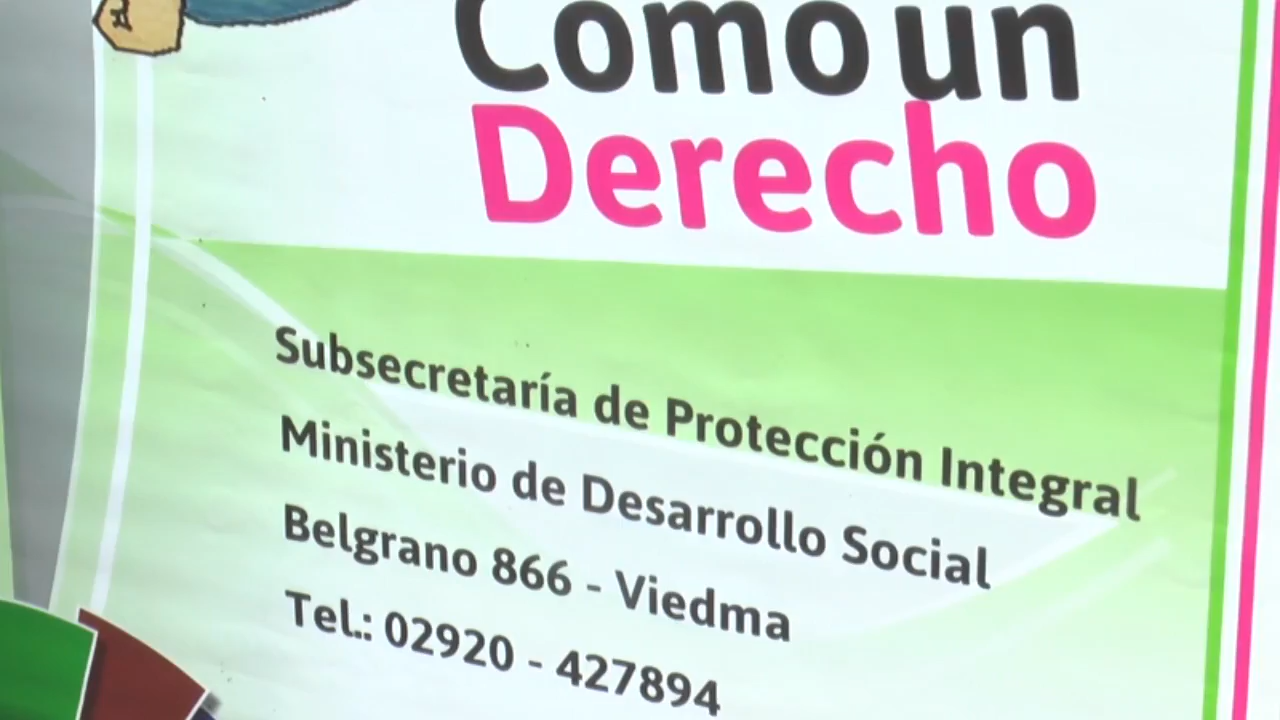 Como un
Derecho
Subsecretaría de Protección Integral
Ministerio de Desarrollo Social
Belgrano 866 - Viedma
Tel.: 02920 - 427894